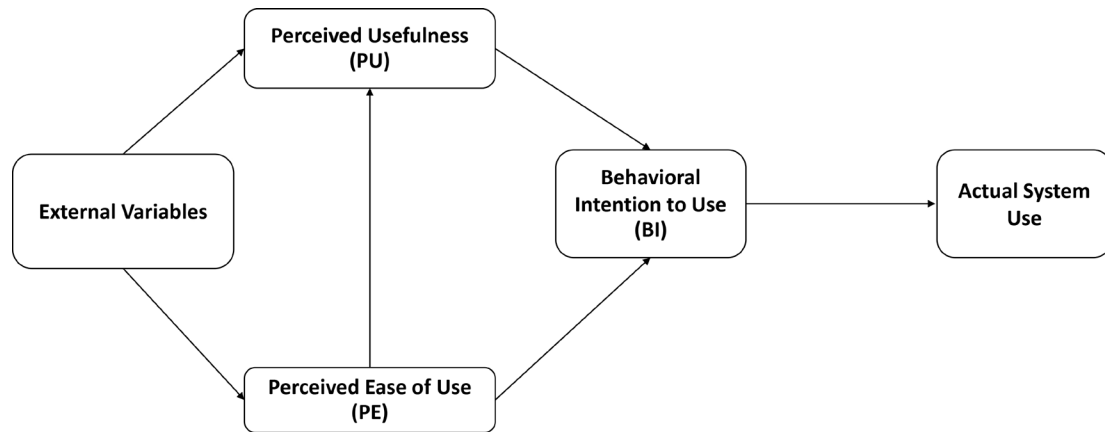 Perceived Usefulness
(PU)
External Variables
Behavioral
Intention to Use
(BI)
Actual System
Use
Perceived Ease of Use
(PE)